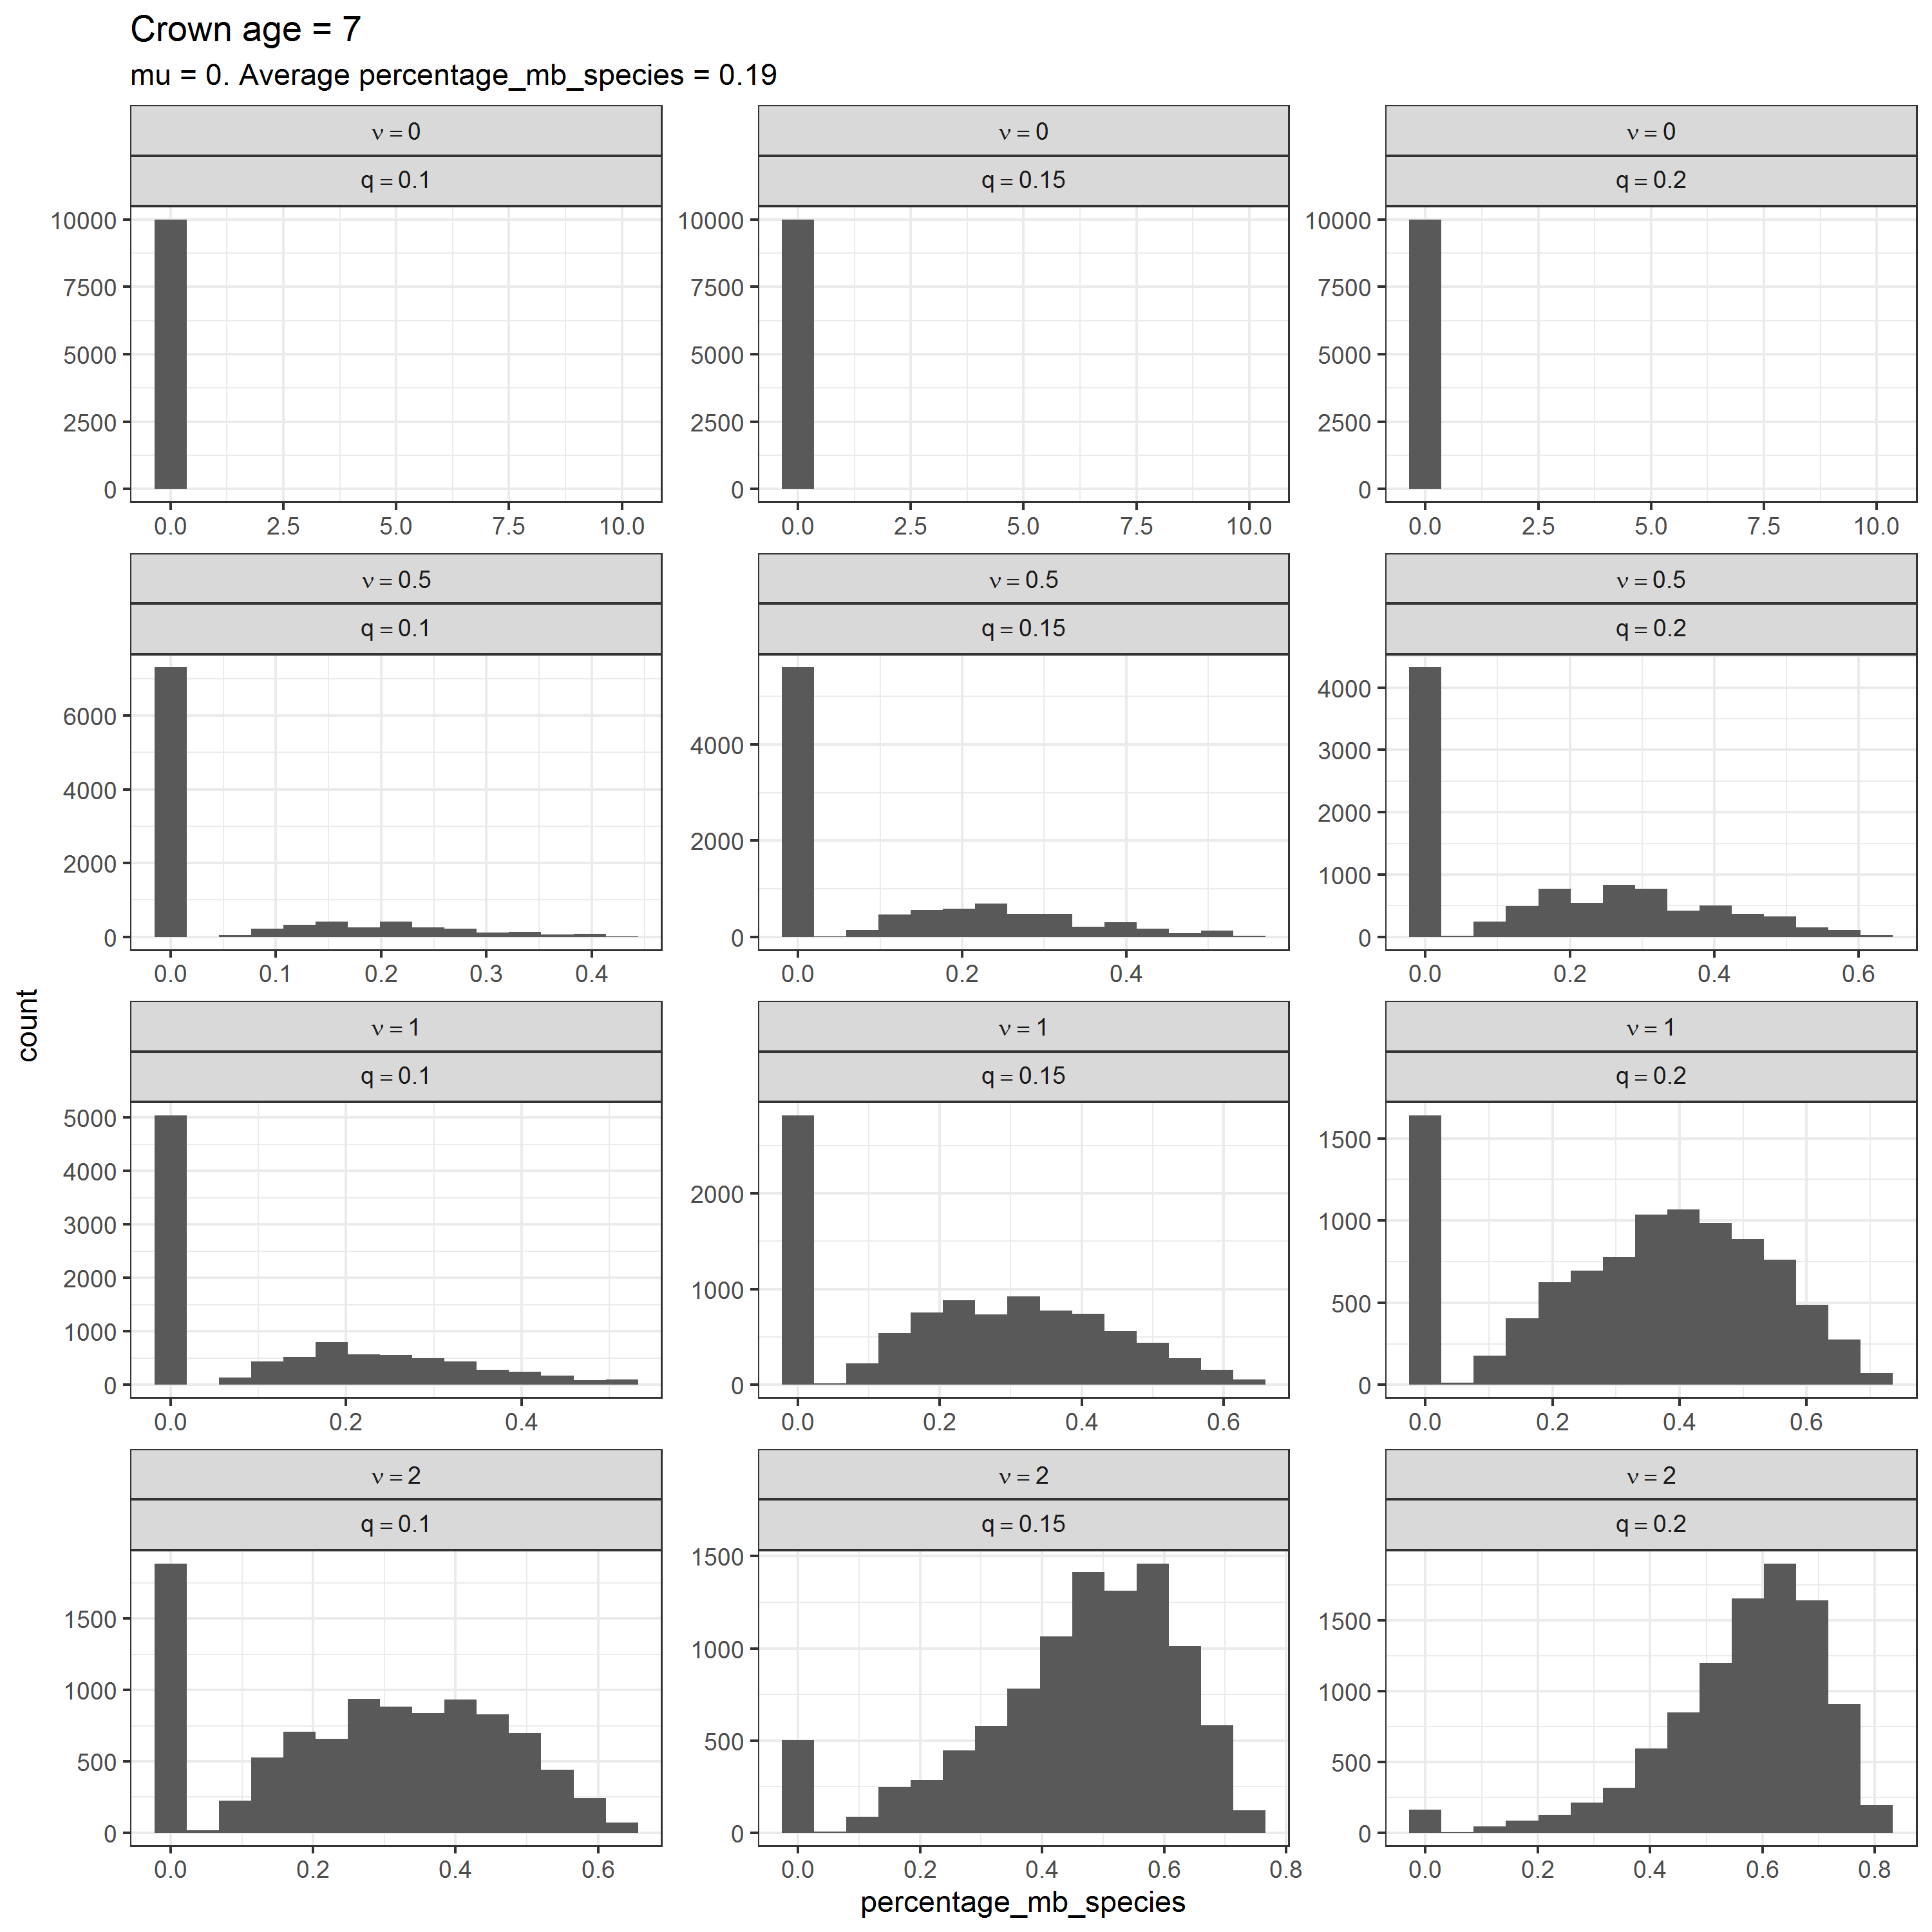 Crown age = 7
mu = 0. Average percentage_mb_species = 0.19
ν = 0 ν = 0 ν = 0
q = 0.1 q = 0.15 q = 0.2
10000 10000 10000
7500 7500 7500
5000 5000 5000
2500 2500 2500
0 0 0
0.0 2.5 5.0 7.5 10.0 0.0 2.5 5.0 7.5 10.0 0.0 2.5 5.0 7.5 10.0
ν = 0.5 ν = 0.5 ν = 0.5
q = 0.1 q = 0.15 q = 0.2
6000 4000 4000
4000 2000 3000
2000 0 2000
0 1000
0
0.0 0.1 0.2 0.3 0.4 0.0 0.2 0.4 0.0 0.2 0.4 0.6
count
ν = 1 ν = 1 ν = 1
q = 0.1 q = 0.15 q = 0.2
5000 2000 1500
4000 1000 1000
3000 0 500
2000 0
1000
0
0.0 0.2 0.4 0.0 0.2 0.4 0.6 0.0 0.2 0.4 0.6
ν = 2 ν = 2 ν = 2
q = 0.1 q = 0.15 q = 0.2
1500 1500 1500
1000 1000 1000
500 500 500
0 0 0
0.0 0.2 0.4 0.6 0.0 0.2 0.4 0.6 0.8 0.0 0.2 0.4 0.6 0.8
percentage_mb_species